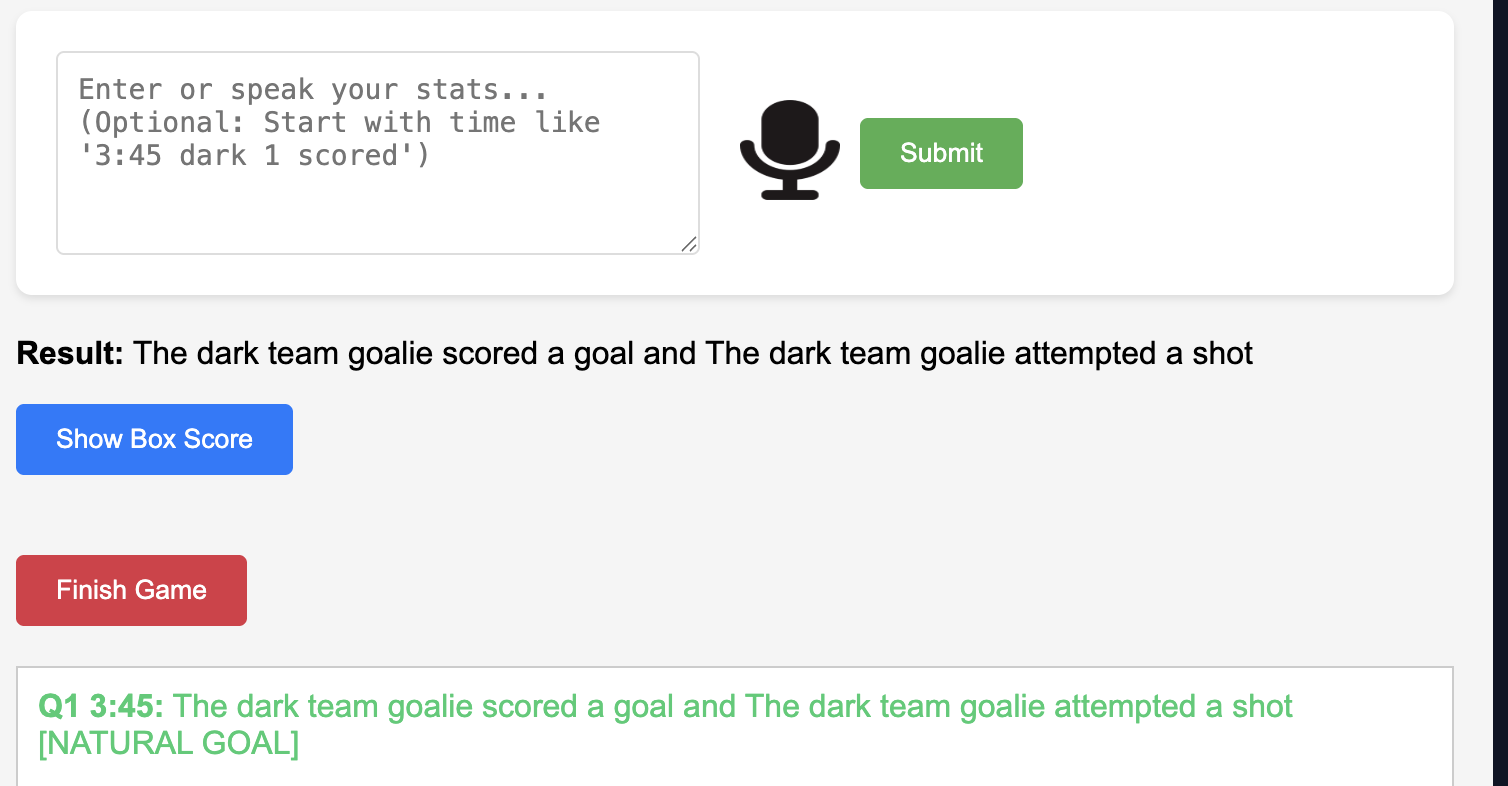 Enter or speak your stats...
(Optional: Start with time like
'3:45 dark 1 scored')
Submit
Result: The dark team goalie scored a goal and The dark team goalie attempted a shot
Show Box Score
Finish Game
Q1 3:45: The dark team goalie scored a goal and The dark team goalie attempted a shot
[NATURAL GOAL]